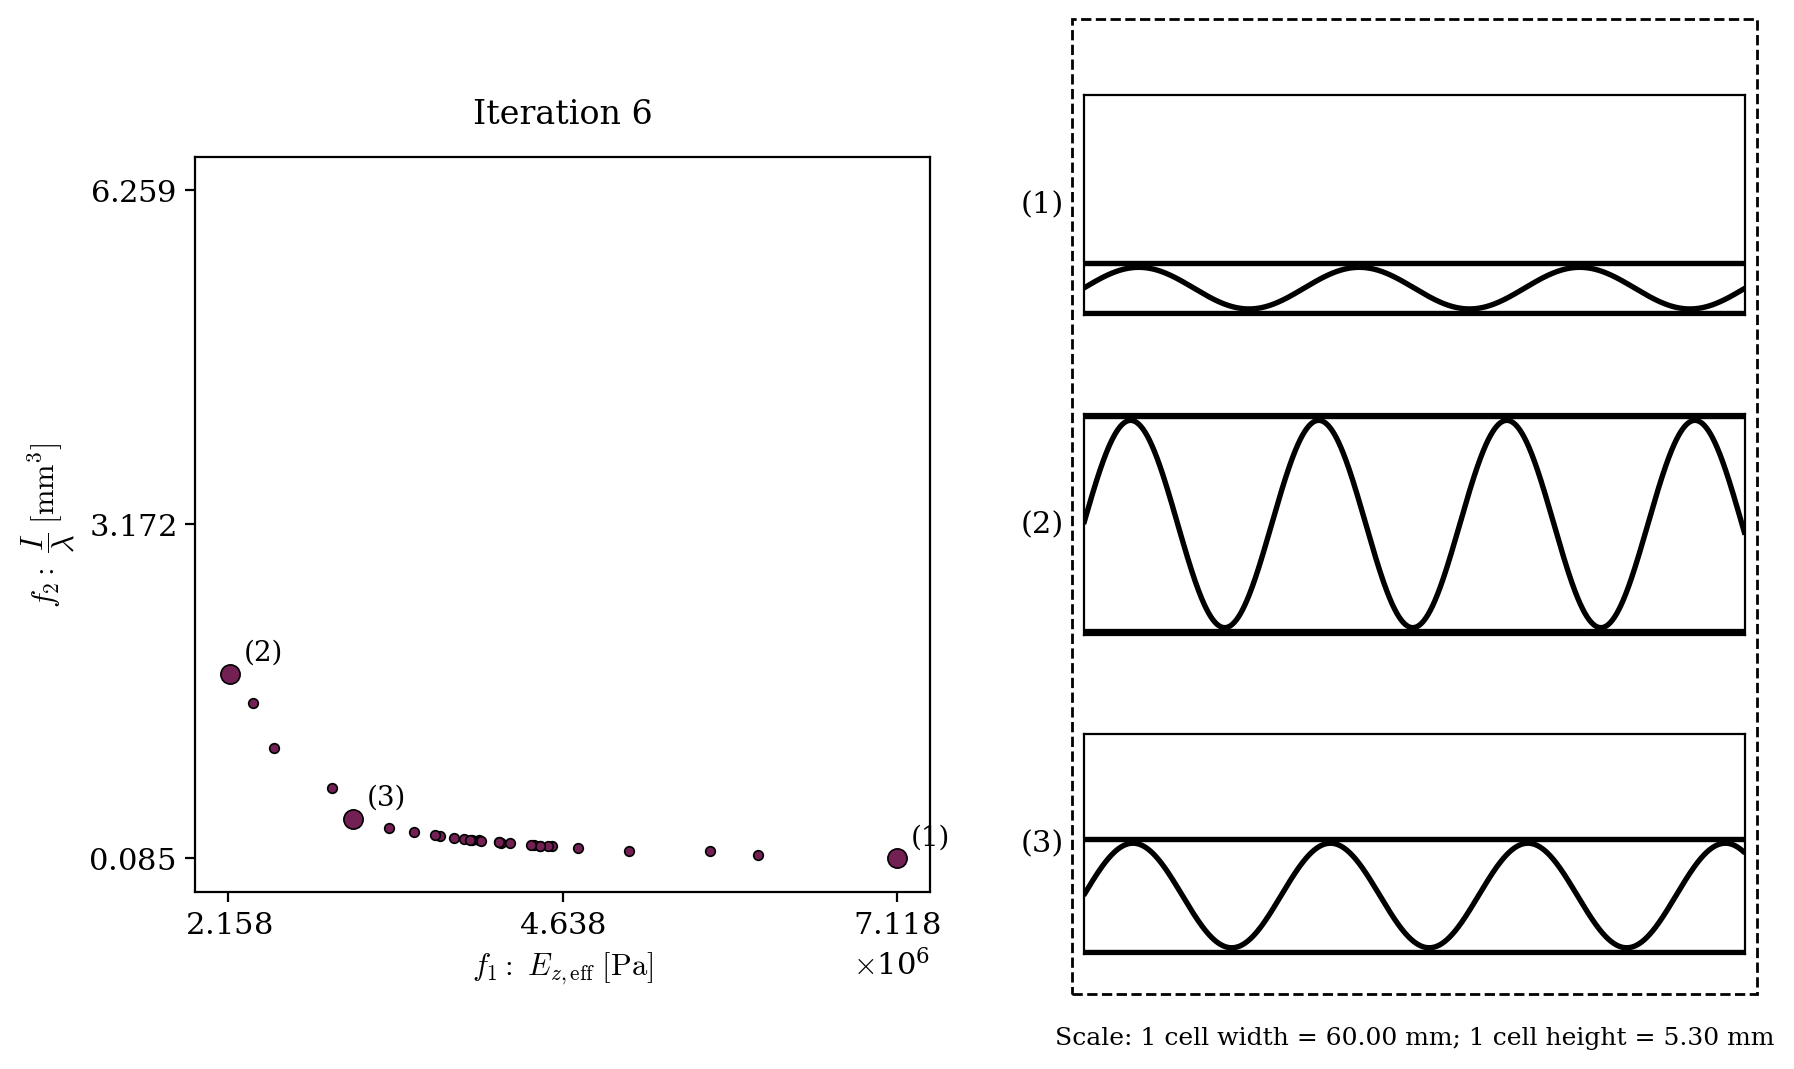 Iteration 6
6.259
3.172
0.085
f₂ : I/λ [mm³]
(2)
(3)
(1)
2.158 4.638 7.118
×10⁶
f₁ : E_{z,eff} [Pa]
(1)
(2)
(3)
Scale: 1 cell width = 60.00 mm; 1 cell height = 5.30 mm